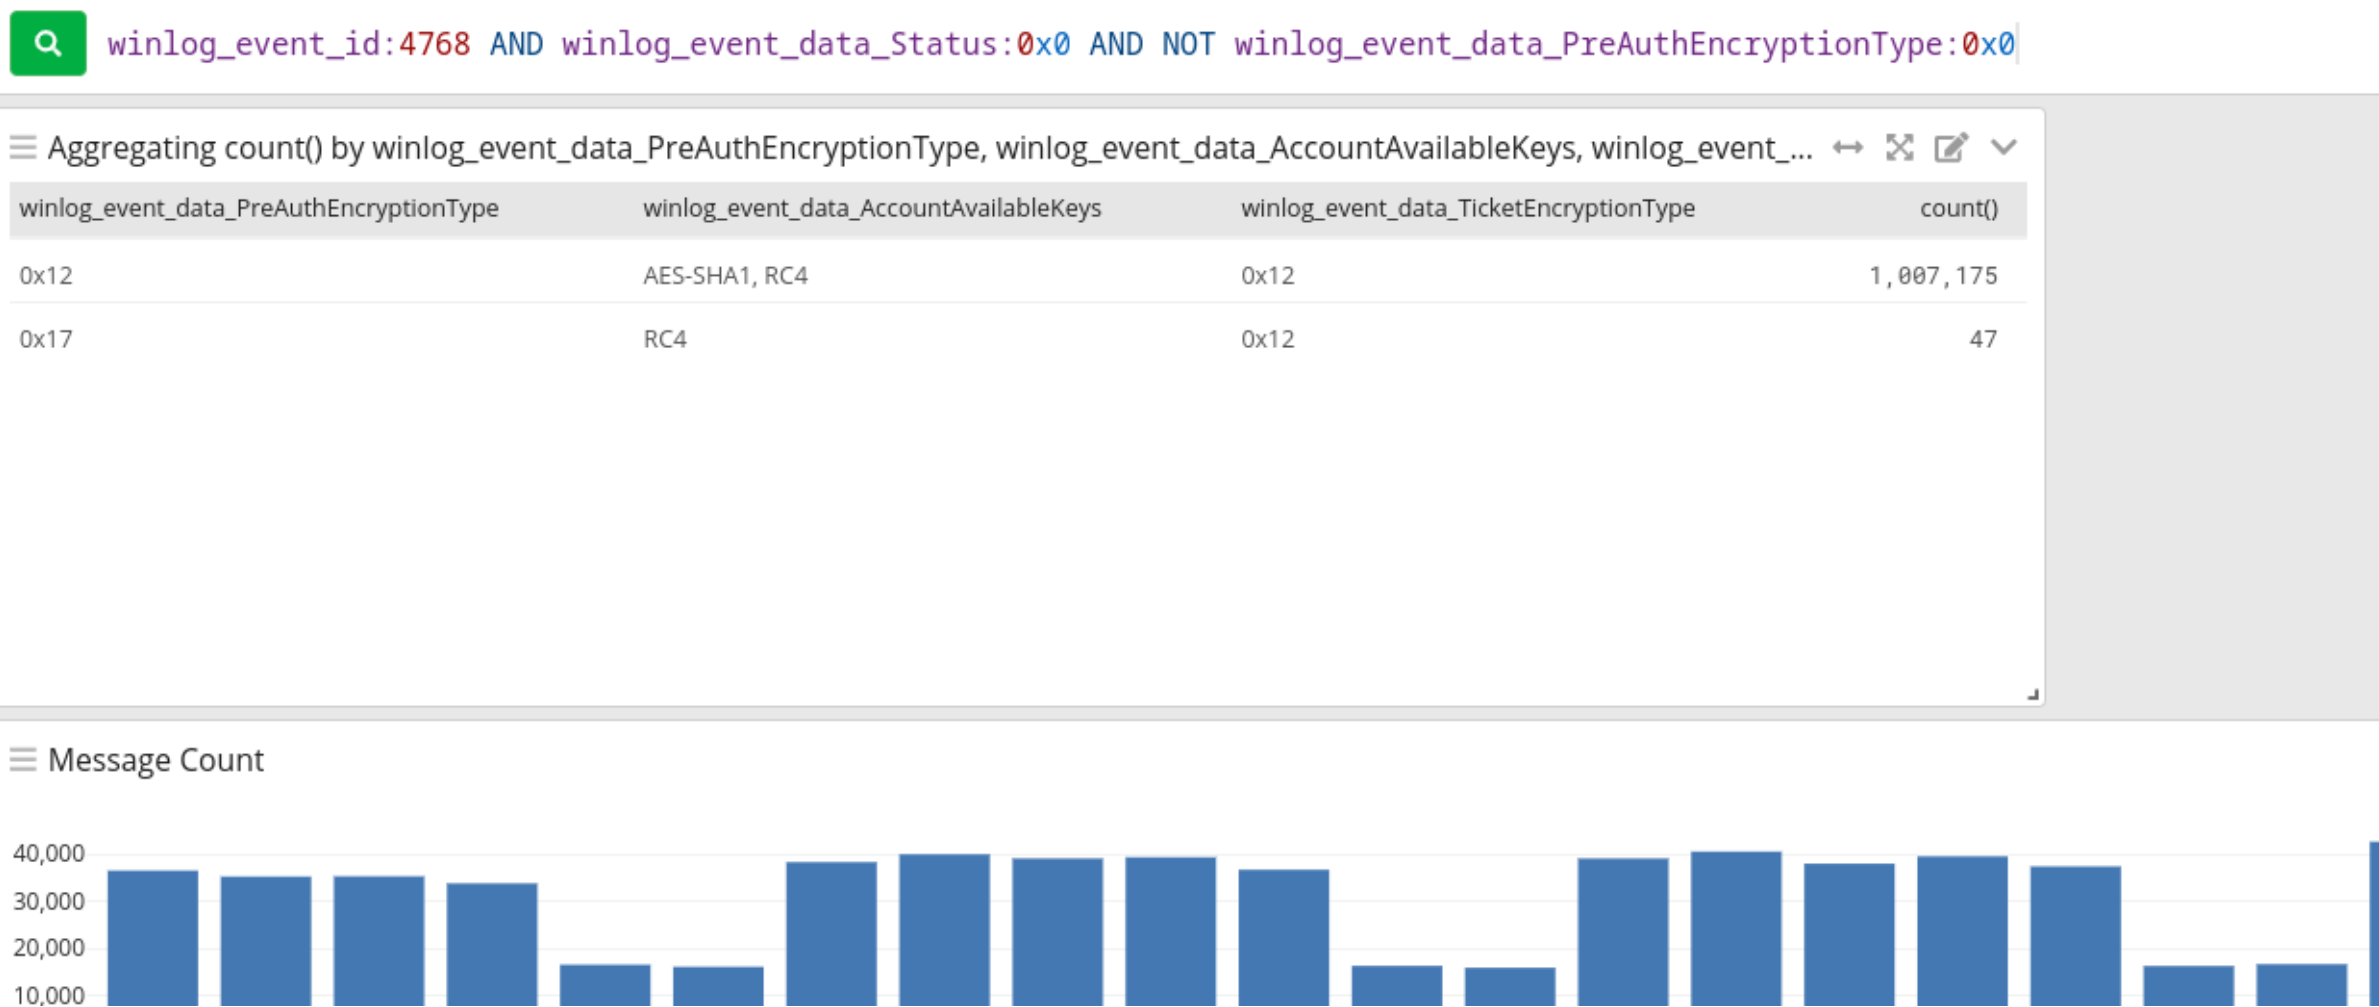 winlog_event_id:4768 AND winlog_event_data_Status:0x0 AND NOT winlog_event_data_PreAuthEncryptionType:0x0
Aggregating count() by winlog_event_data_PreAuthEncryptionType, winlog_event_data_AccountAvailableKeys, winlog_event_...
winlog_event_data_PreAuthEncryptionType winlog_event_data_AccountAvailableKeys winlog_event_data_TicketEncryptionType count()
0x12 AES-SHA1, RC4 0x12 1,007,175
0x17 RC4 0x12 47
Message Count
40,000
30,000
20,000
10,000